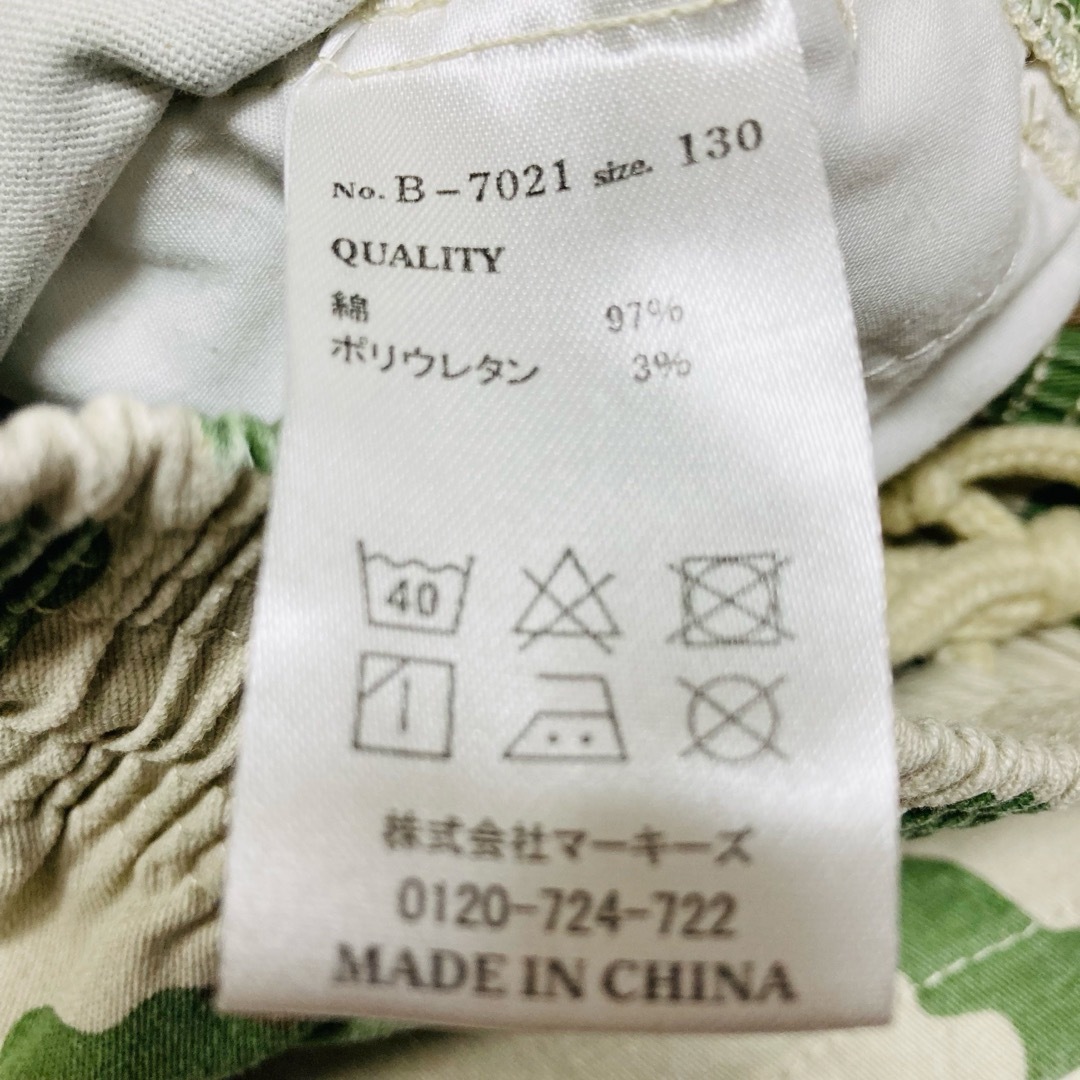 No. B-7021 size. 130
QUALITY
綿 97%
ポリウレタン 3%
40
株式会社マーキーズ
0120-724-722
MADE IN CHINA